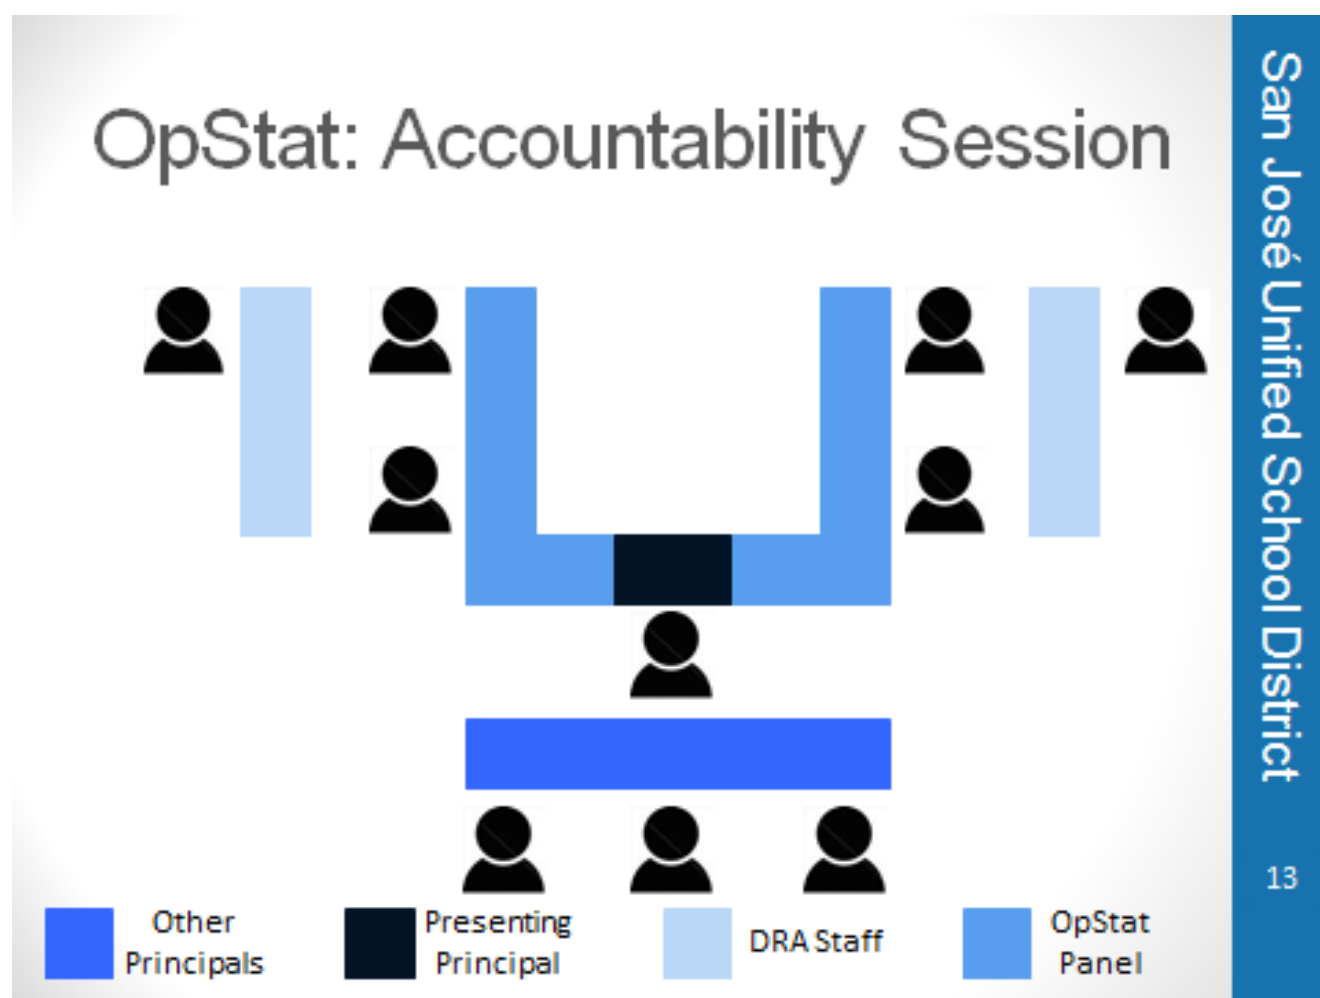 OpStat: Accountability Session
San José Unified School District
13
Other
Principals
Presenting
Principal
DRA Staff
OpStat
Panel